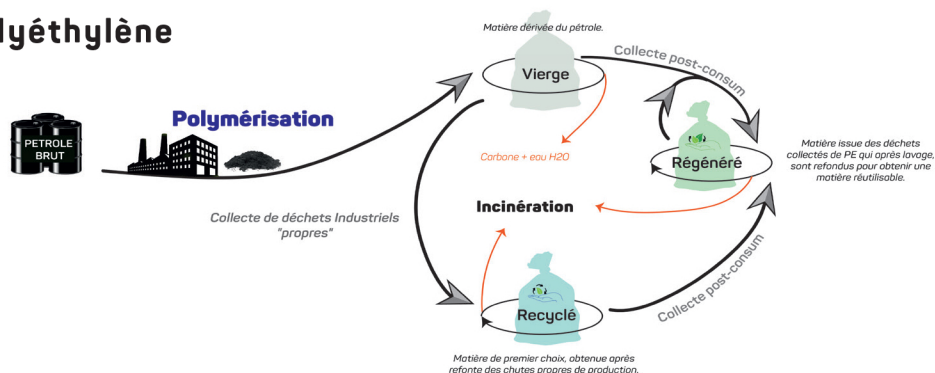 lyéthylène
Matière dérivée du pétrole.
Vierge
Collecte post-consum
Polymérisation
PETROLE
BRUT
Carbone + eau H2O
Régénéré
Matière issue des déchets
collectés de PE qui après lavage,
sont refondus pour obtenir une
matière réutilisable.
Collecte de déchets Industriels
"propres"
Incinération
Collecte post-consum
Recyclé
Matière de premier choix, obtenue après
refonte des chutes propres de production.